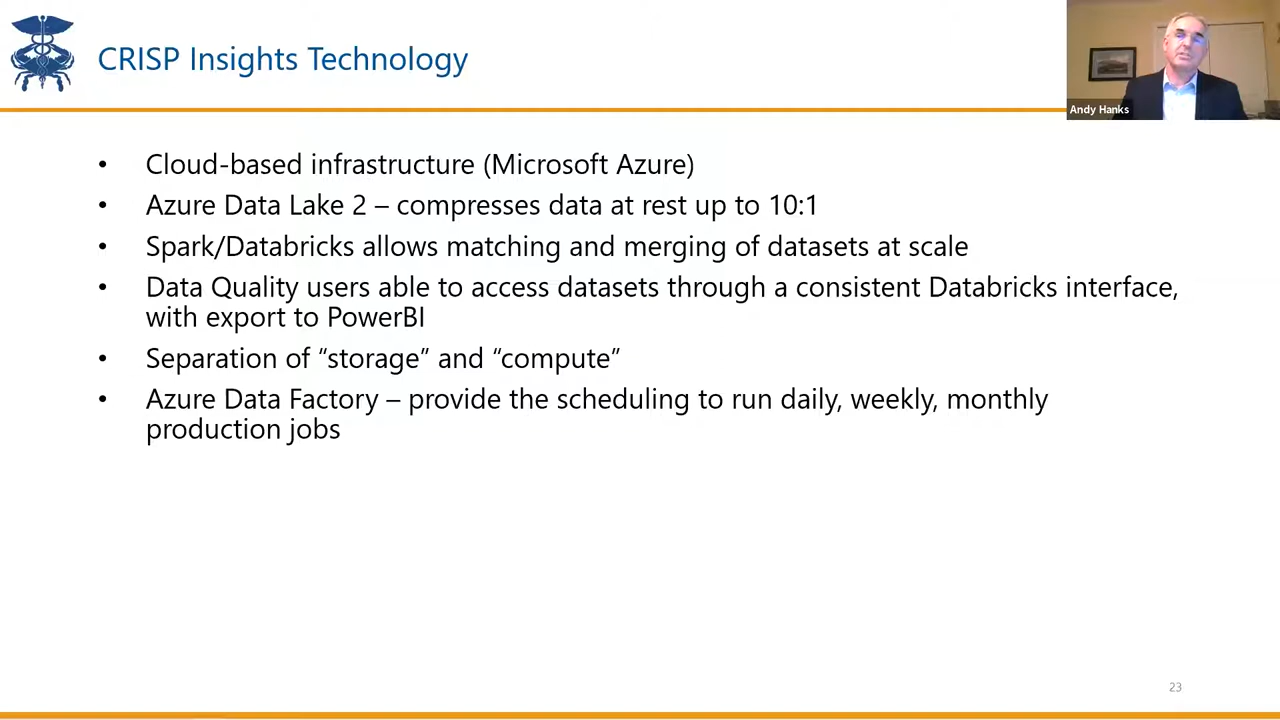 CRISP Insights Technology
Andy Hanks
• Cloud-based infrastructure (Microsoft Azure)
• Azure Data Lake 2 – compresses data at rest up to 10:1
• Spark/Databricks allows matching and merging of datasets at scale
• Data Quality users able to access datasets through a consistent Databricks interface,
with export to PowerBI
• Separation of “storage” and “compute”
• Azure Data Factory – provide the scheduling to run daily, weekly, monthly
production jobs
23